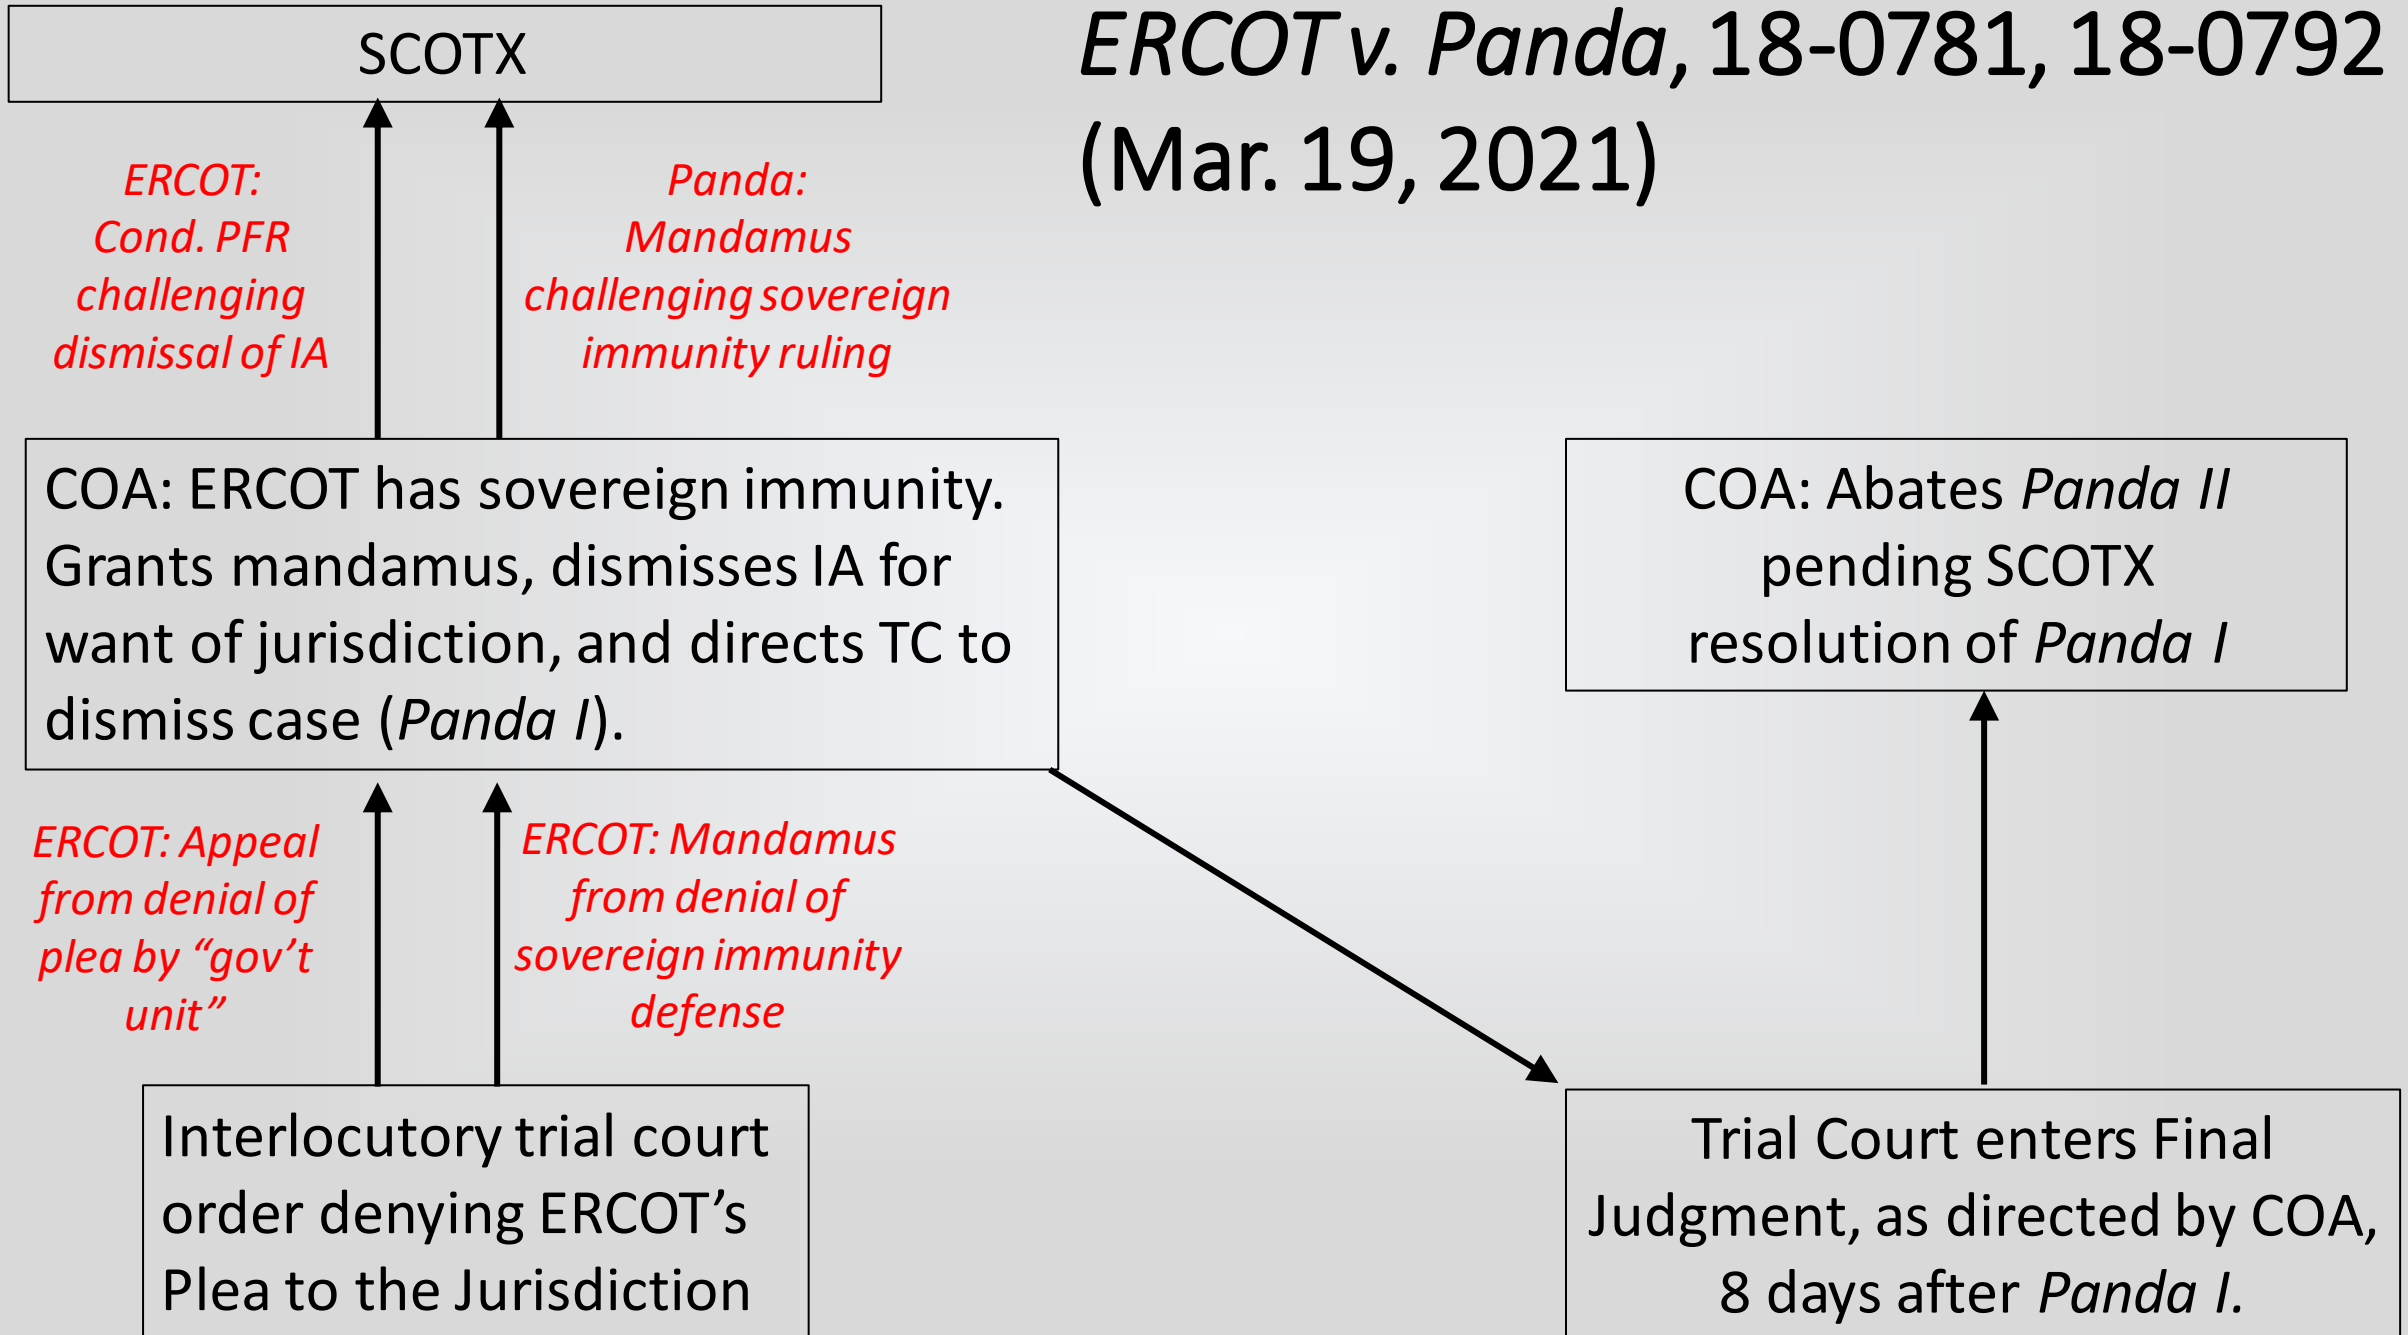 SCOTX
ERCOT v. Panda, 18-0781, 18-0792
(Mar. 19, 2021)
ERCOT:
Cond. PFR
challenging
dismissal of IA
Panda:
Mandamus
challenging sovereign
immunity ruling
COA: ERCOT has sovereign immunity.
Grants mandamus, dismisses IA for
want of jurisdiction, and directs TC to
dismiss case (Panda I).
COA: Abates Panda II
pending SCOTX
resolution of Panda I
ERCOT: Appeal
from denial of
plea by “gov’t
unit”
ERCOT: Mandamus
from denial of
sovereign immunity
defense
Interlocutory trial court
order denying ERCOT’s
Plea to the Jurisdiction
Trial Court enters Final
Judgment, as directed by COA,
8 days after Panda I.